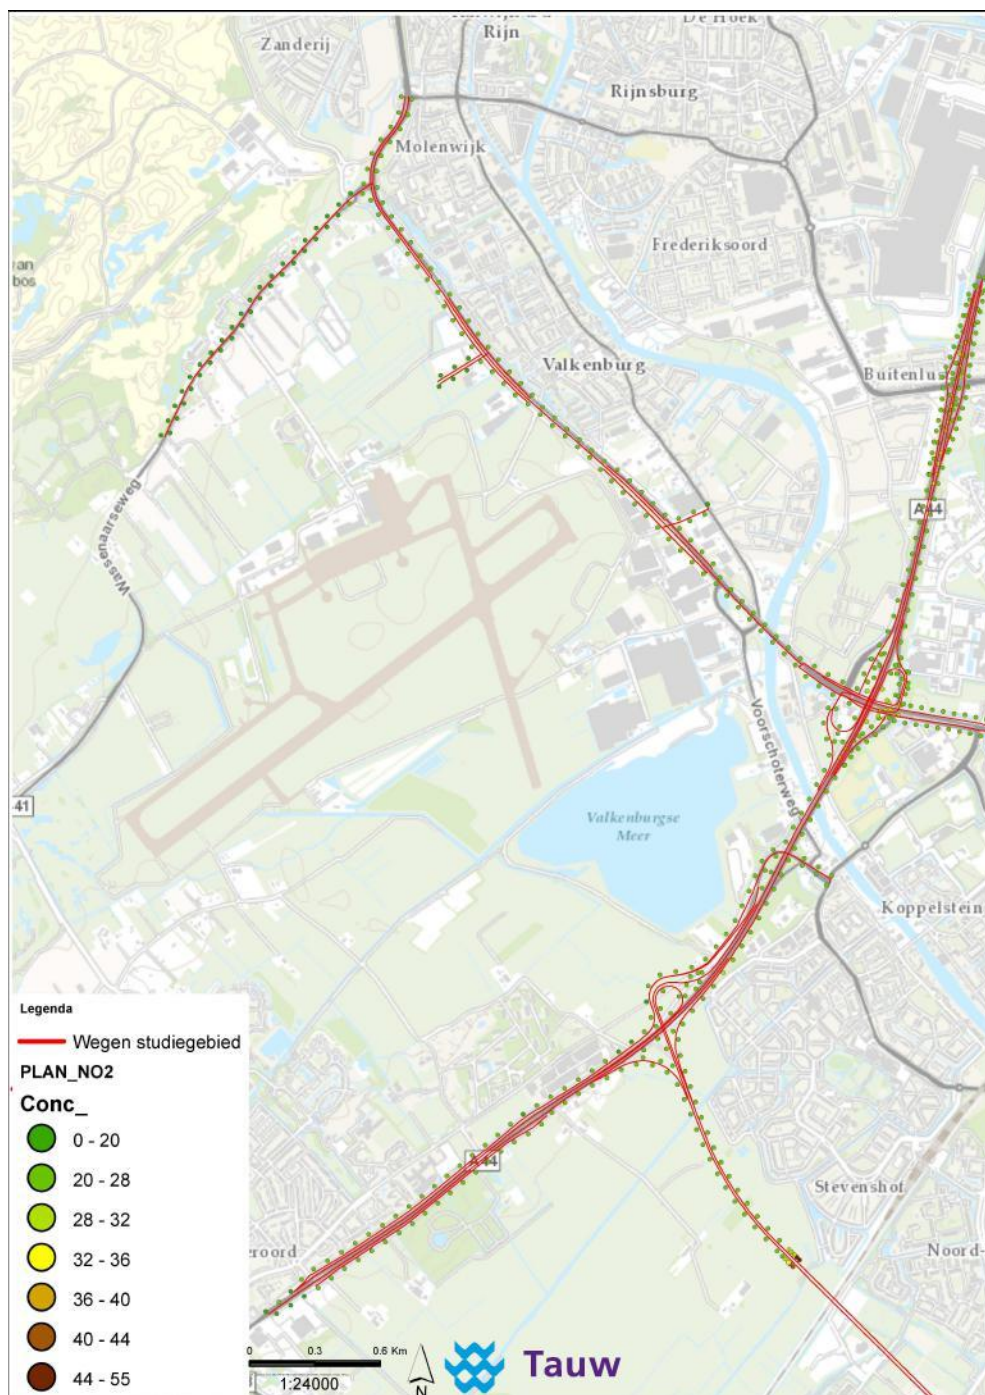 Zanderij
Rijn
De Hoek
Rijnsburg
Molenwijk
Frederiksoord
Valkenburg
Buitenlus
A44
Wassenaarseweg
Voorschoterweg
41
Valkenburgse
Meer
Koppelstein
A44
Stevenshof
Noord-
eroord
Legenda
Wegen studiegebied
PLAN_NO2
Conc_
0 - 20
20 - 28
28 - 32
32 - 36
36 - 40
40 - 44
44 - 55
0 0.3 0.6 Km
1:24000
N
Tauw